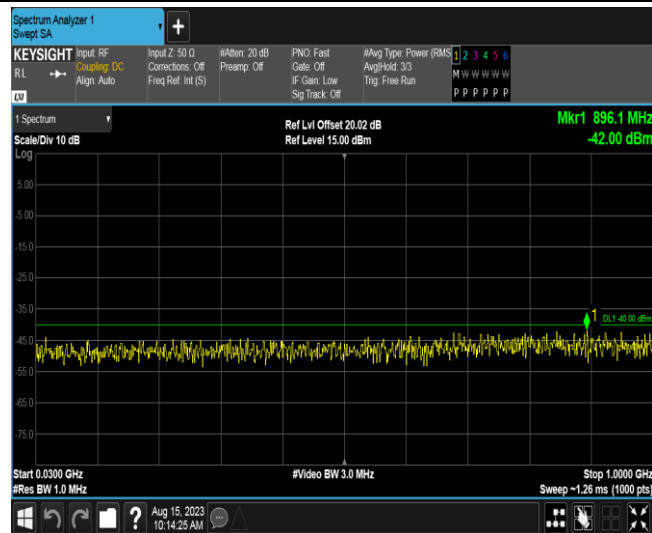 Spectrum Analyzer 1
Swept SA
+
KEYSIGHT
RL
LXI
Input: RF
Coupling: DC
Align: Auto
Input Z: 50 Ω
Corrections: Off
Freq Ref: Int (S)
#Atten: 20 dB
Preamp: Off
PNO: Fast
Gate: Off
IF Gain: Low
Sig Track: Off
#Avg Type: Power (RMS
Avg|Hold: 3/3
Trig: Free Run
1 2 3 4 5 6
M W W W W W
P P P P P P
1 Spectrum
Scale/Div 10 dB
Log
Ref Lvl Offset 20.02 dB
Ref Level 15.00 dBm
Mkr1 896.1 MHz
-42.00 dBm
5.00
-5.00
-15.0
-25.0
-35.0
1
DL1 -40.00 dBm
-45.0
-55.0
-65.0
-75.0
Start 0.0300 GHz
#Res BW 1.0 MHz
#Video BW 3.0 MHz
Stop 1.0000 GHz
Sweep ~1.26 ms (1000 pts)
?
Aug 15, 2023
10:14:25 AM